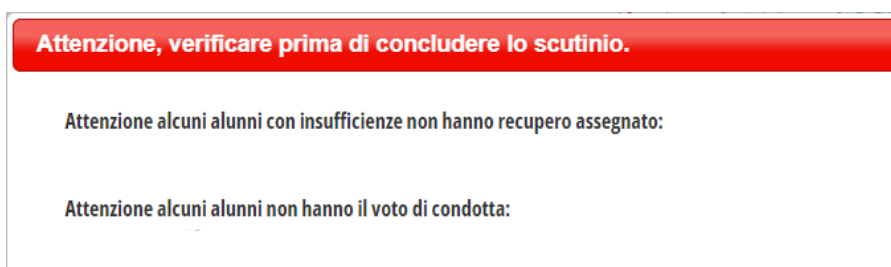 Attenzione, verificare prima di concludere lo scutinio.
Attenzione alcuni alunni con insufficienze non hanno recupero assegnato:
Attenzione alcuni alunni non hanno il voto di condotta: